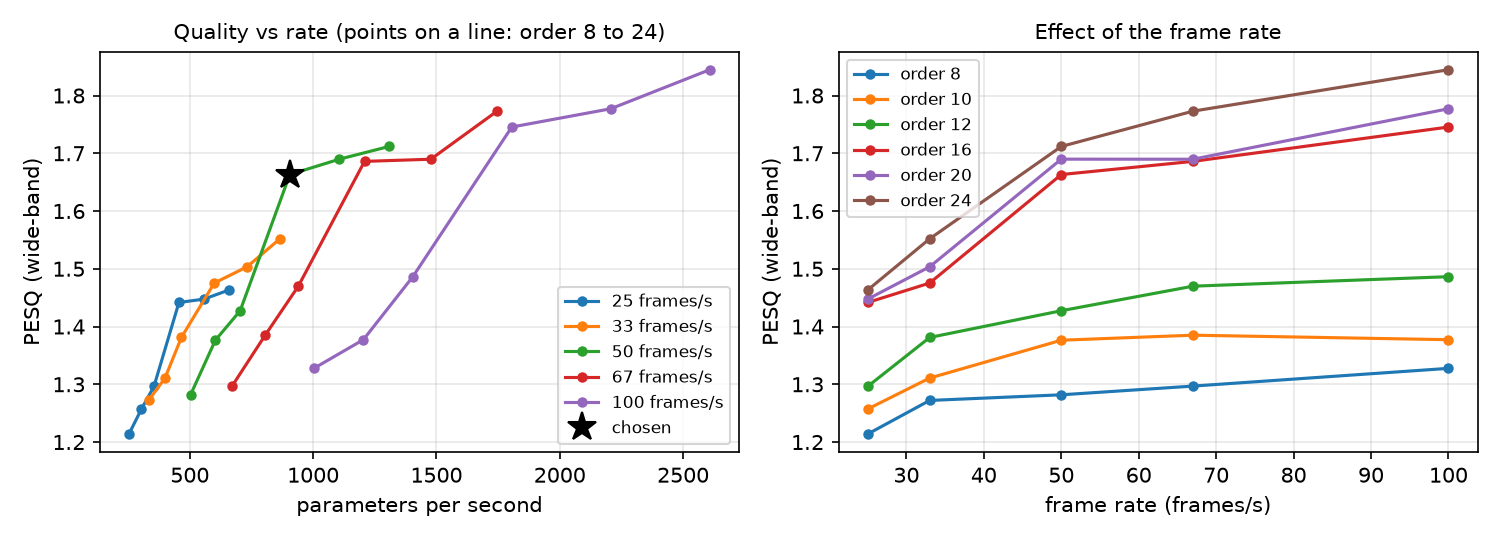 Quality vs rate (points on a line: order 8 to 24)
PESQ (wide-band)
1.8
1.7
1.6
1.5
1.4
1.3
1.2
25 frames/s
33 frames/s
50 frames/s
67 frames/s
100 frames/s
chosen
500 1000 1500 2000 2500
parameters per second
Effect of the frame rate
PESQ (wide-band)
1.8
1.7
1.6
1.5
1.4
1.3
1.2
order 8
order 10
order 12
order 16
order 20
order 24
30 40 50 60 70 80 90 100
frame rate (frames/s)